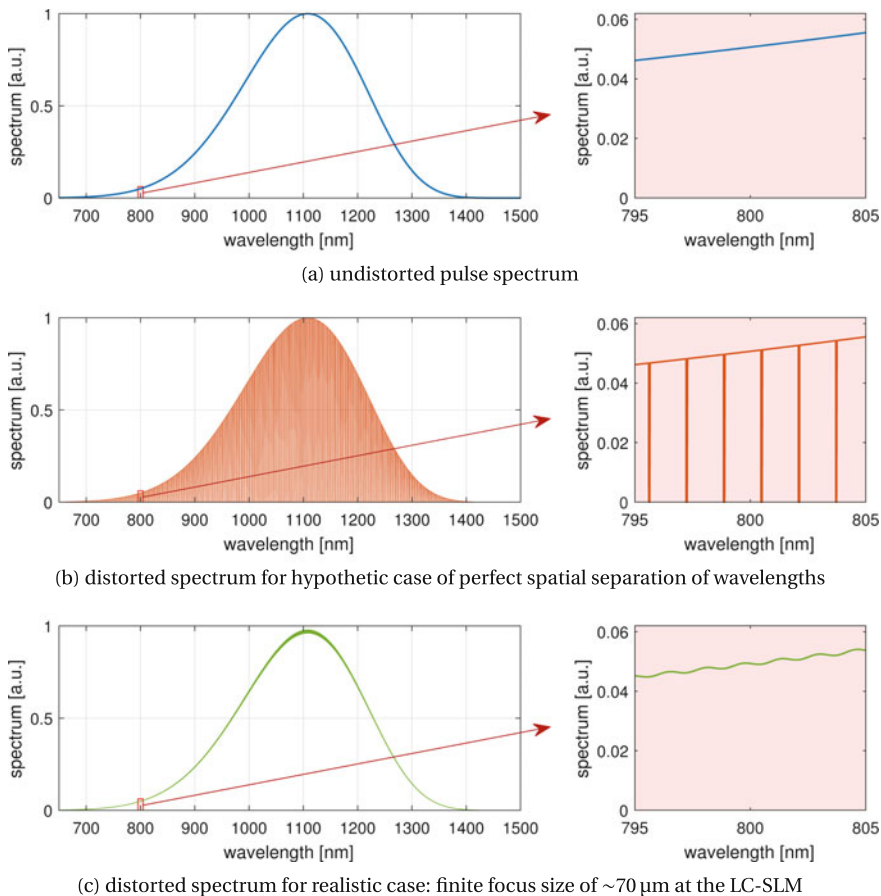 1
0.5
0
700 800 900 1000 1100 1200 1300 1400 1500
wavelength [nm]
spectrum [a.u.]
0.06
0.04
0.02
0
795 800 805
wavelength [nm]
spectrum [a.u.]
(a) undistorted pulse spectrum
1
0.5
0
700 800 900 1000 1100 1200 1300 1400 1500
wavelength [nm]
spectrum [a.u.]
0.06
0.04
0.02
0
795 800 805
wavelength [nm]
spectrum [a.u.]
(b) distorted spectrum for hypothetic case of perfect spatial separation of wavelengths
1
0.5
0
700 800 900 1000 1100 1200 1300 1400 1500
wavelength [nm]
spectrum [a.u.]
0.06
0.04
0.02
0
795 800 805
wavelength [nm]
spectrum [a.u.]
(c) distorted spectrum for realistic case: finite focus size of ~70 µm at the LC-SLM